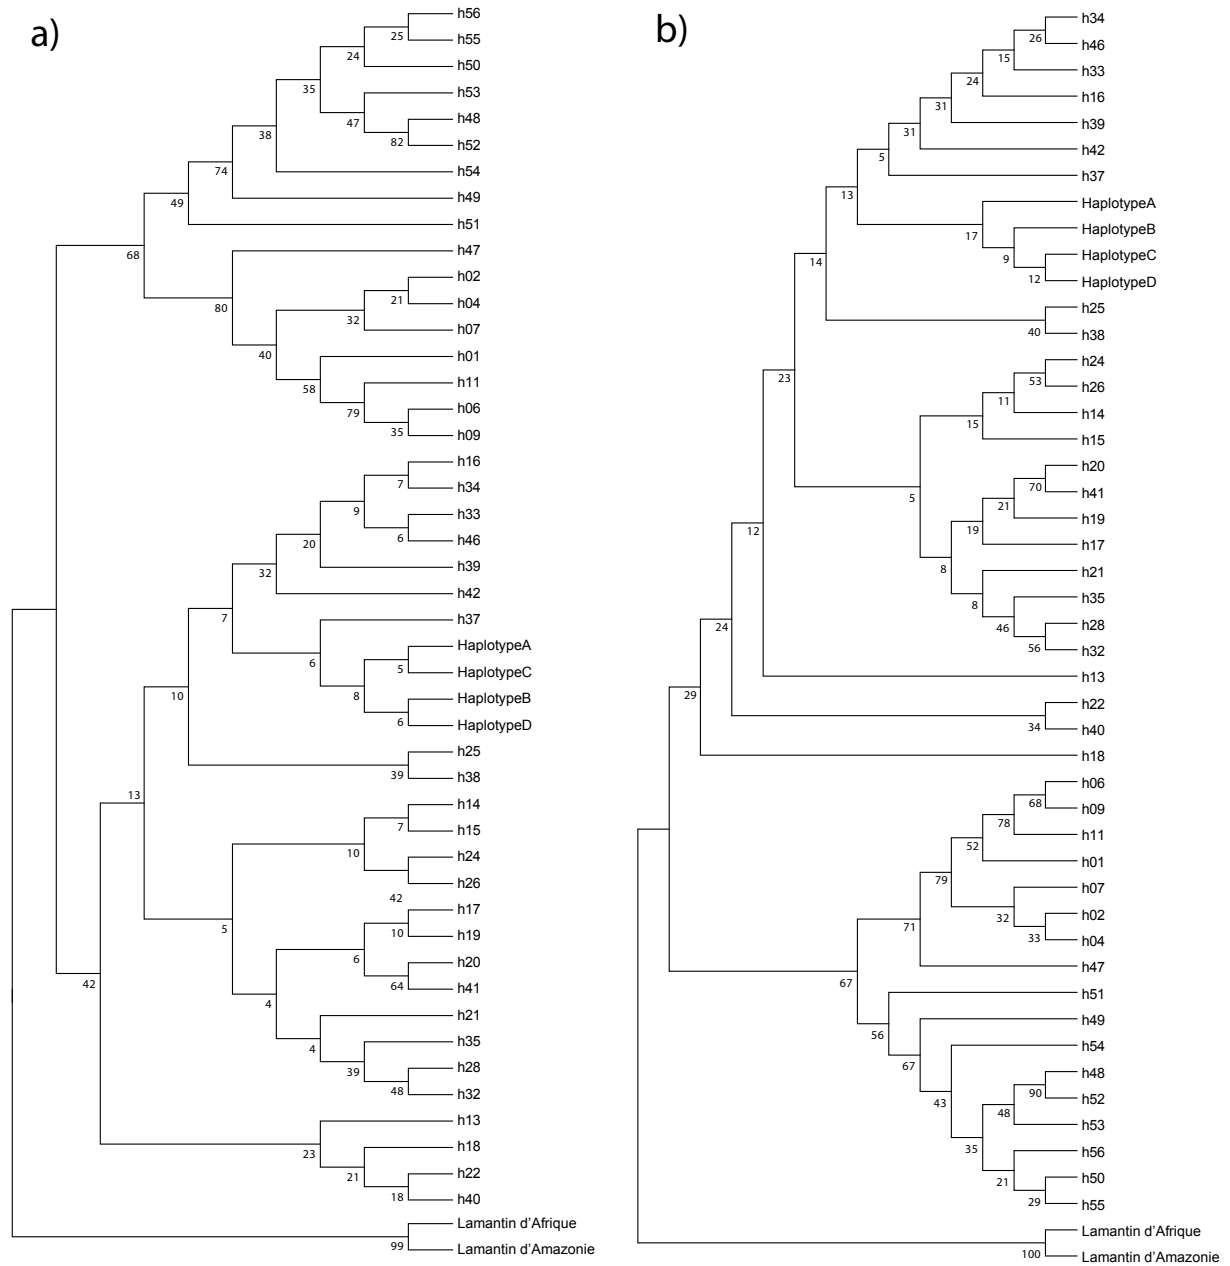 a)
h56
25
h55
24
h50
35
h53
47
h48
38
82
h52
h54
74
h49
49
h51
68
h47
h02
21
h04
80
32
h07
40
h01
58
h11
79
h06
35
h09
h16
7
h34
9
h33
20
6
h46
32
h39
h42
7
h37
HaplotypeA
6
5
HaplotypeC
8
HaplotypeB
10
6
HaplotypeD
h25
39
h38
13
h14
7
h15
10
h24
h26
42
h17
5
10
h19
6
h20
64
h41
42
4
h21
4
h35
39
h28
48
h32
h13
23
h18
21
h22
18
h40
Lamantin d’Afrique
99
Lamantin d’Amazonie
b)
h34
26
h46
15
h33
24
h16
31
h39
31
h42
5
h37
13
HaplotypeA
17
HaplotypeB
9
HaplotypeC
14
12
HaplotypeD
h25
40
h38
23
h24
53
h26
11
h14
15
h15
h20
70
h41
5
21
h19
19
h17
12
8
h21
8
h35
46
h28
24
56
h32
h13
29
h22
34
h40
h18
h06
68
h09
78
h11
52
h01
79
h07
32
h02
33
h04
71
h47
67
h51
56
h49
67
h54
43
h48
90
h52
48
h53
35
h56
21
h50
29
h55
Lamantin d’Afrique
100
Lamantin d’Amazonie